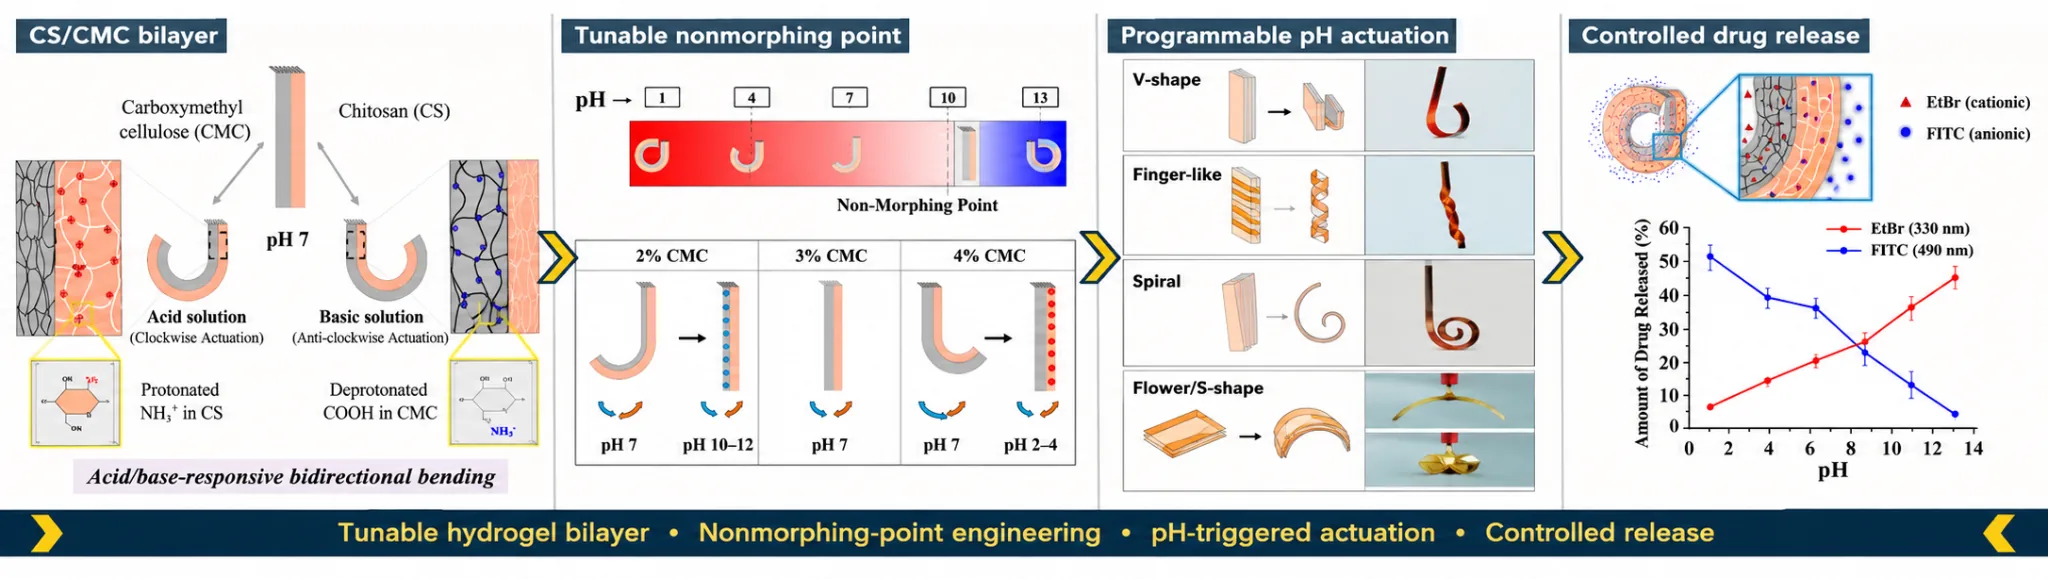 CS/CMC bilayer
Carboxymethyl
cellulose (CMC)
Chitosan (CS)
pH 7
Acid solution
(Clockwise Actuation)
Basic solution
(Anti-clockwise Actuation)
Protonated
NH₃⁺ in CS
Deprotonated
COOH in CMC
OH
ON
NH₃⁻
Acid/base-responsive bidirectional bending
Tunable nonmorphing point
pH → 1 4 7 10 13
Non-Morphing Point
2% CMC 3% CMC 4% CMC
pH 7 pH 10–12 pH 7 pH 7 pH 2–4
Programmable pH actuation
V-shape
Finger-like
Spiral
Flower/S-shape
Controlled drug release
EtBr (cationic)
FITC (anionic)
EtBr (330 nm)
FITC (490 nm)
Amount of Drug Released (%)
60
50
40
30
20
10
0
0 2 4 6 8 10 12 14
pH
Tunable hydrogel bilayer • Nonmorphing-point engineering • pH-triggered actuation • Controlled release